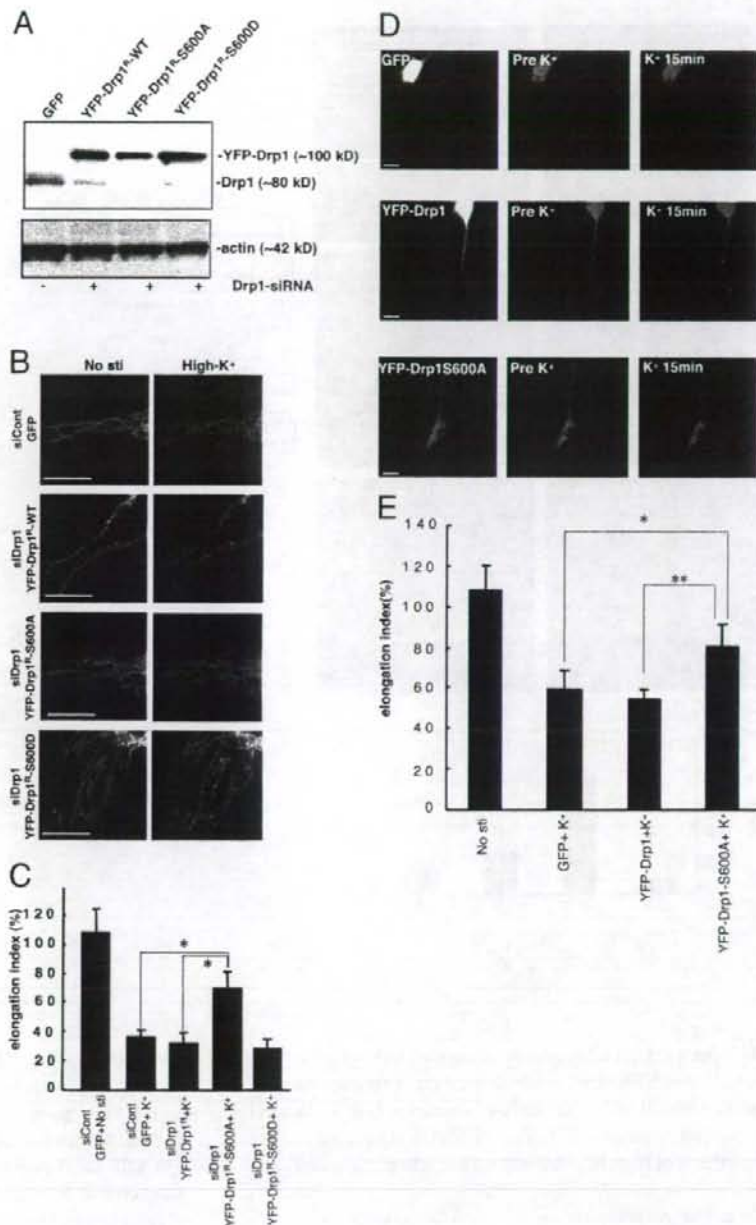 A
GFP
YFP-Drp1ᴿ-WT
YFP-Drp1ᴿ-S600A
YFP-Drp1ᴿ-S600D
-YFP-Drp1 (~100 kD)
-Drp1 (~80 kD)
-actin (~42 kD)
- + + + Drp1-siRNA
B
No sti High-K⁺
siCont
GFP
siDrp1
YFP-Drp1ᴿ-WT
siDrp1
YFP-Drp1ᴿ-S600A
siDrp1
YFP-Drp1ᴿ-S600D
C
elongation index (%)
120
100
80
60
40
20
0
*
*
siCont
GFP+No sti
siCont
GFP+ K⁺
siDrp1
YFP-Drp1ᴿ+K⁺
siDrp1
YFP-Drp1ᴿ-S600A+ K⁺
siDrp1
YFP-Drp1ᴿ-S600D+ K⁺
D
GFP Pre K⁺ K⁺ 15min
YFP-Drp1 Pre K⁺ K⁺ 15min
YFP-Drp1S600A Pre K⁺ K⁺ 15min
E
elongation index(%)
140
120
100
80
60
40
20
0
*
**
No sti
GFP+ K⁺
YFP-Drp1+K⁺
YFP-Drp1-S600A+ K⁺